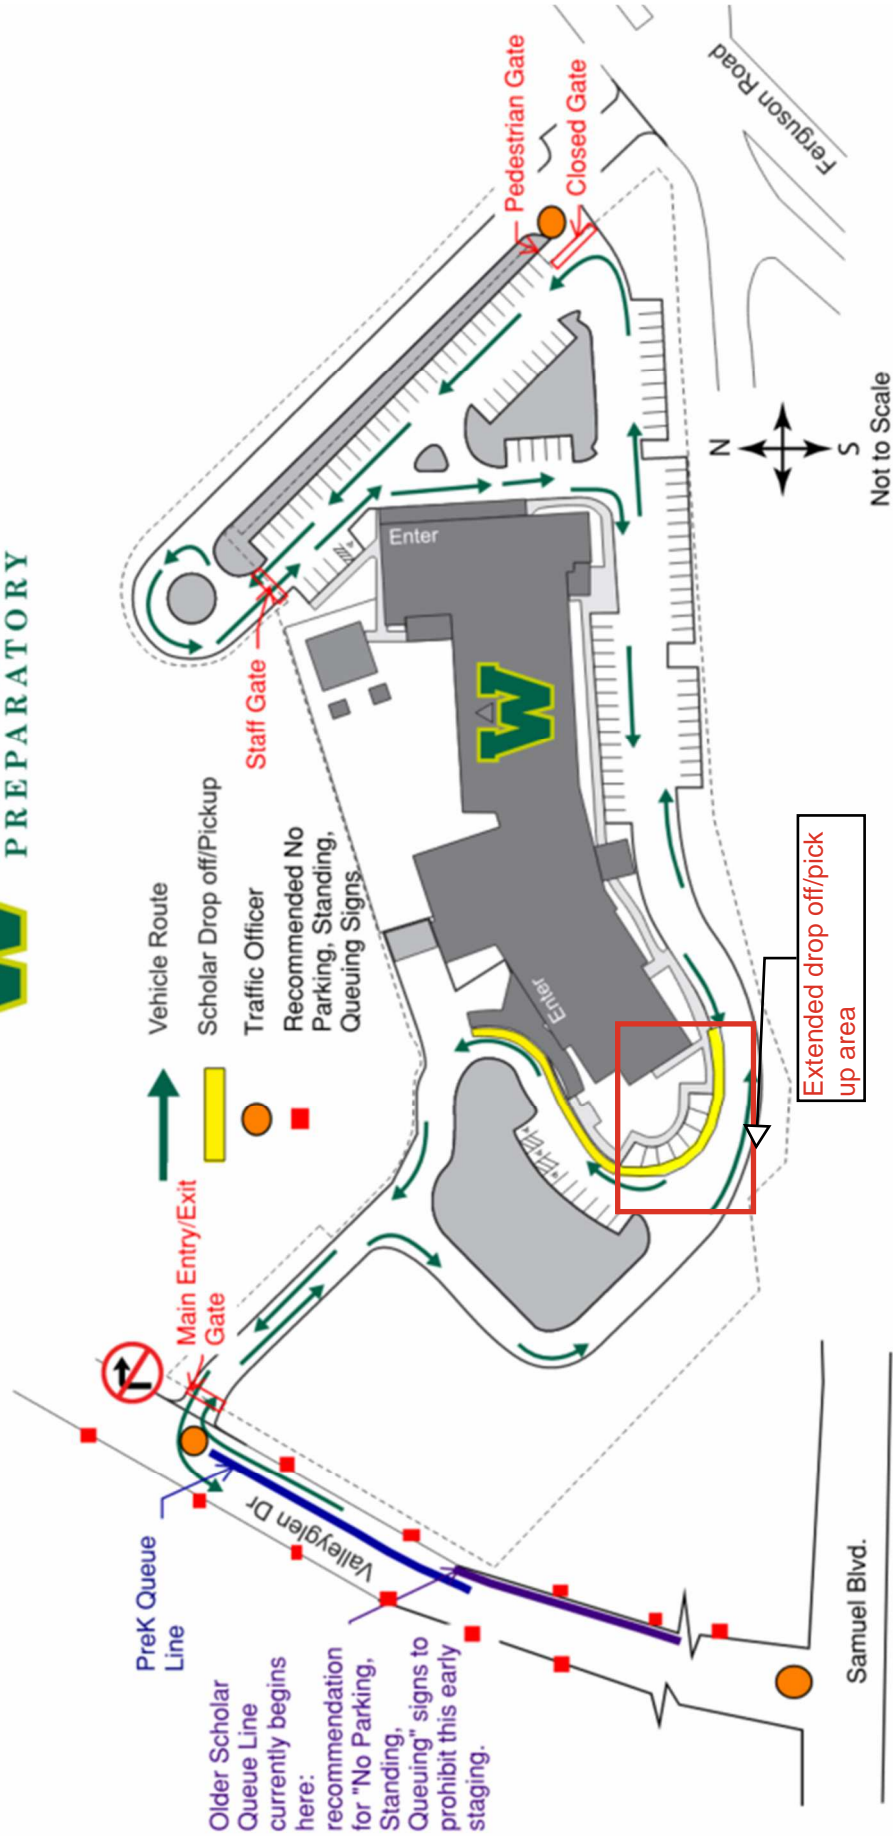 W
PREPARATORY
Vehicle Route
Scholar Drop off/Pickup
Traffic Officer
Recommended No
Parking, Standing,
Queuing Signs
Pedestrian Gate
Closed Gate
Ferguson Road
Staff Gate
Enter
W
Enter
N
S
Not to Scale
Extended drop off/pick
up area
Main Entry/Exit
Gate
PreK Queue
Line
Valleyglen Dr
Older Scholar
Queue Line
currently begins
here:
recommendation
for "No Parking,
Standing,
Queuing" signs to
prohibit this early
staging.
Samuel Blvd.